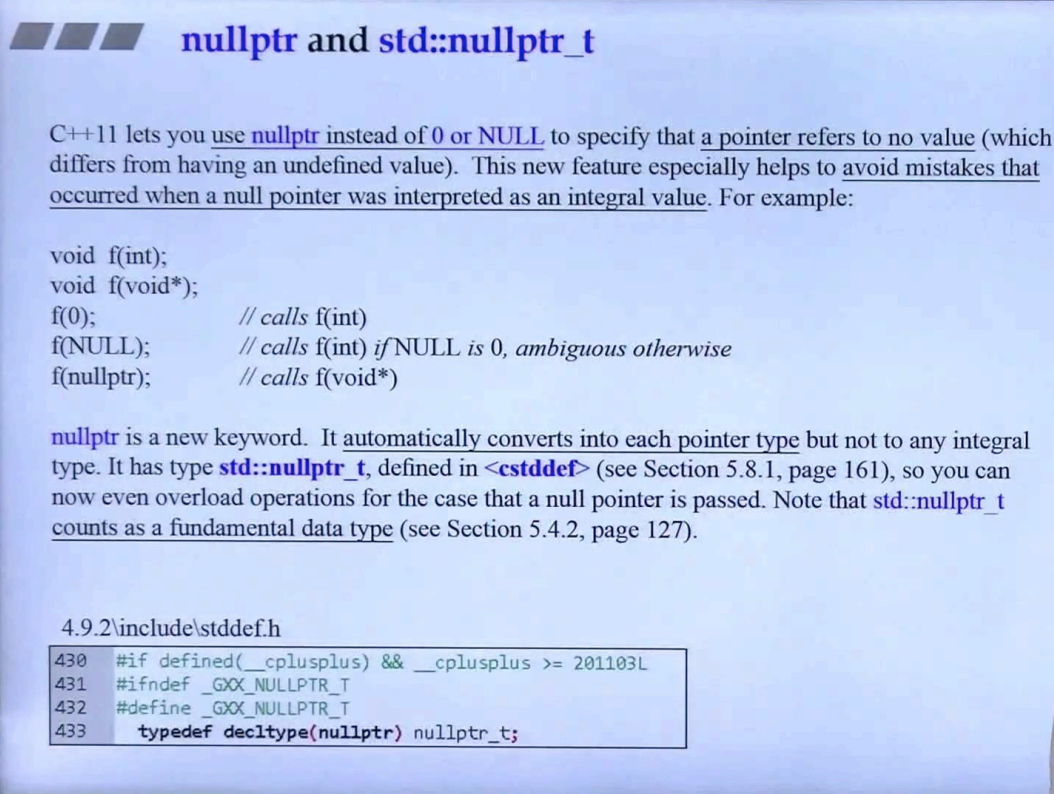 nullptr and std::nullptr_t
C++11 lets you use nullptr instead of 0 or NULL to specify that a pointer refers to no value (which
differs from having an undefined value). This new feature especially helps to avoid mistakes that
occurred when a null pointer was interpreted as an integral value. For example:
void f(int);
void f(void*);
f(0); // calls f(int)
f(NULL); // calls f(int) if NULL is 0, ambiguous otherwise
f(nullptr); // calls f(void*)
nullptr is a new keyword. It automatically converts into each pointer type but not to any integral
type. It has type std::nullptr_t, defined in <cstddef> (see Section 5.8.1, page 161), so you can
now even overload operations for the case that a null pointer is passed. Note that std::nullptr_t
counts as a fundamental data type (see Section 5.4.2, page 127).
4.9.2\include\stddef.h
430 #if defined(__cplusplus) && __cplusplus >= 201103L
431 #ifndef _GXX_NULLPTR_T
432 #define _GXX_NULLPTR_T
433 typedef decltype(nullptr) nullptr_t;